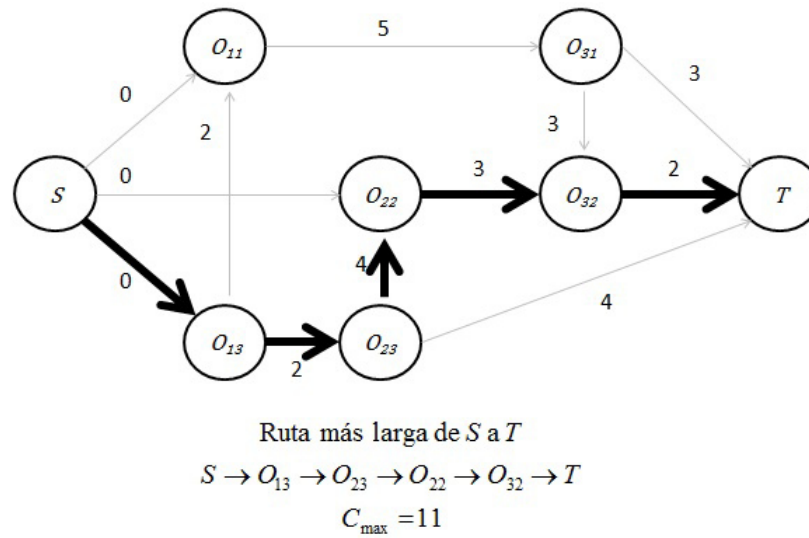 5
O₁₁
O₃₁
0
3
2
3
0
3
2
S
O₂₂
O₃₂
T
0
4
4
O₁₃
2
O₂₃
Ruta más larga de S a T
S → O₁₃ → O₂₃ → O₂₂ → O₃₂ → T
Cmax = 11